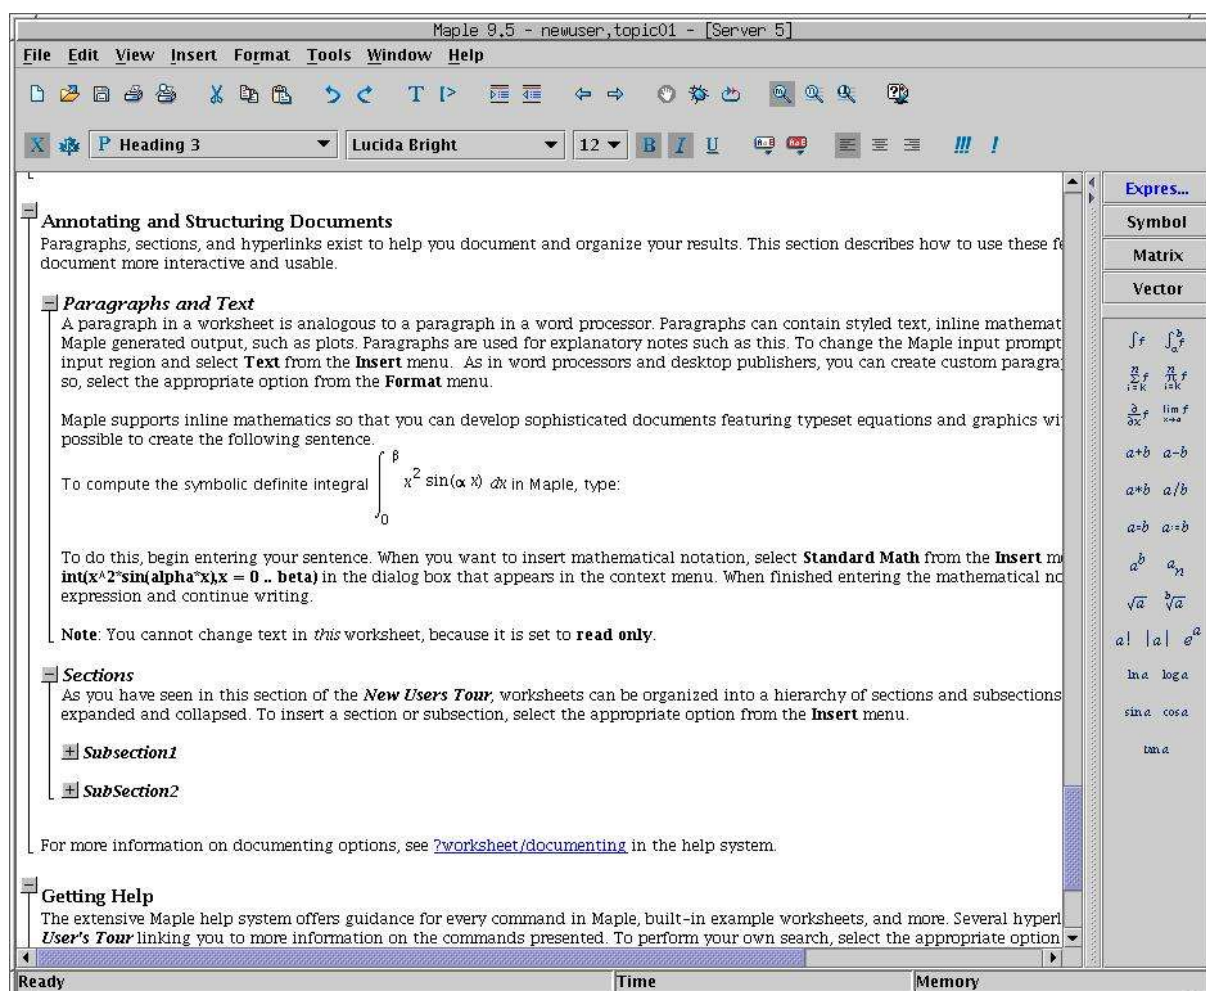 Maple 9.5 - newuser,topic01 - [Server 5]
File Edit View Insert Format Tools Window Help
P Heading 3 Lucida Bright 12 B I U !!! !
Annotating and Structuring Documents
Paragraphs, sections, and hyperlinks exist to help you document and organize your results. This section describes how to use these fe
document more interactive and usable.
Paragraphs and Text
A paragraph in a worksheet is analogous to a paragraph in a word processor. Paragraphs can contain styled text, inline mathemat
Maple generated output, such as plots. Paragraphs are used for explanatory notes such as this. To change the Maple input prompt
input region and select Text from the Insert menu. As in word processors and desktop publishers, you can create custom paragra
so, select the appropriate option from the Format menu.
Maple supports inline mathematics so that you can develop sophisticated documents featuring typeset equations and graphics wi
possible to create the following sentence.
To compute the symbolic definite integral ∫₀^β x² sin(α x) dx in Maple, type:
To do this, begin entering your sentence. When you want to insert mathematical notation, select Standard Math from the Insert me
int(x^2*sin(alpha*x),x = 0 .. beta) in the dialog box that appears in the context menu. When finished entering the mathematical no
expression and continue writing.
Note: You cannot change text in this worksheet, because it is set to read only.
Sections
As you have seen in this section of the New Users Tour, worksheets can be organized into a hierarchy of sections and subsections
expanded and collapsed. To insert a section or subsection, select the appropriate option from the Insert menu.
Subsection1
SubSection2
For more information on documenting options, see ?worksheet/documenting in the help system.
Getting Help
The extensive Maple help system offers guidance for every command in Maple, built-in example worksheets, and more. Several hyperl
User's Tour linking you to more information on the commands presented. To perform your own search, select the appropriate option
Expres...
Symbol
Matrix
Vector
∫f ∫ₐᵇf
∑ i=k n f ∏ i=k n f
∂/∂x f lim x→a f
a+b a-b
a*b a/b
a=b a:=b
a^b a_n
√a ᵇ√a
a! |a| e^a
ln a log a
sin a cos a
tan a
Ready Time Memory